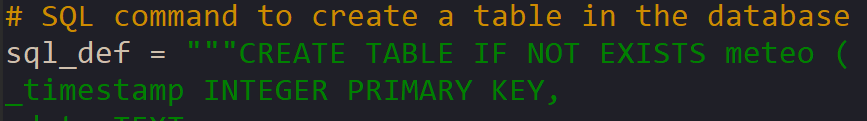 # SQL command to create a table in the database
sql_def = """CREATE TABLE IF NOT EXISTS meteo (
_timestamp INTEGER PRIMARY KEY,
TEXT